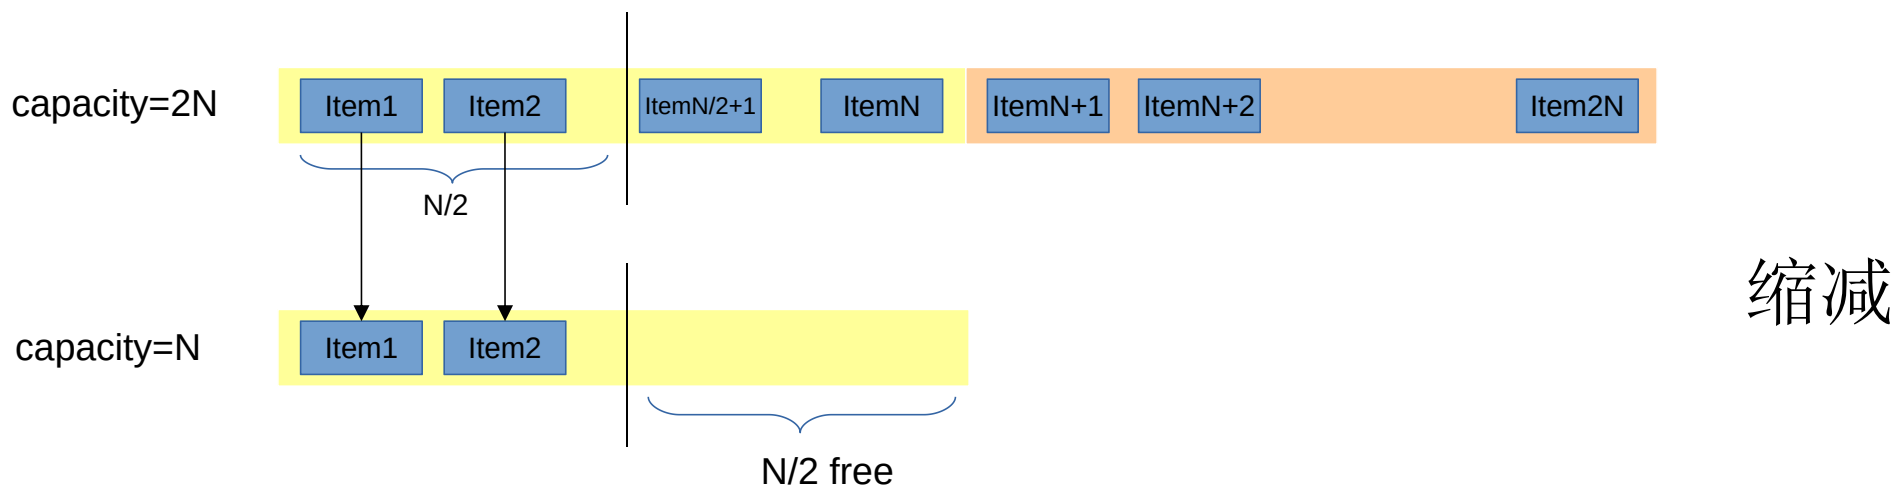 capacity=2N
Item1 Item2 ItemN/2+1 ItemN ItemN+1 ItemN+2 Item2N
N/2
缩减
capacity=N
Item1 Item2
N/2 free